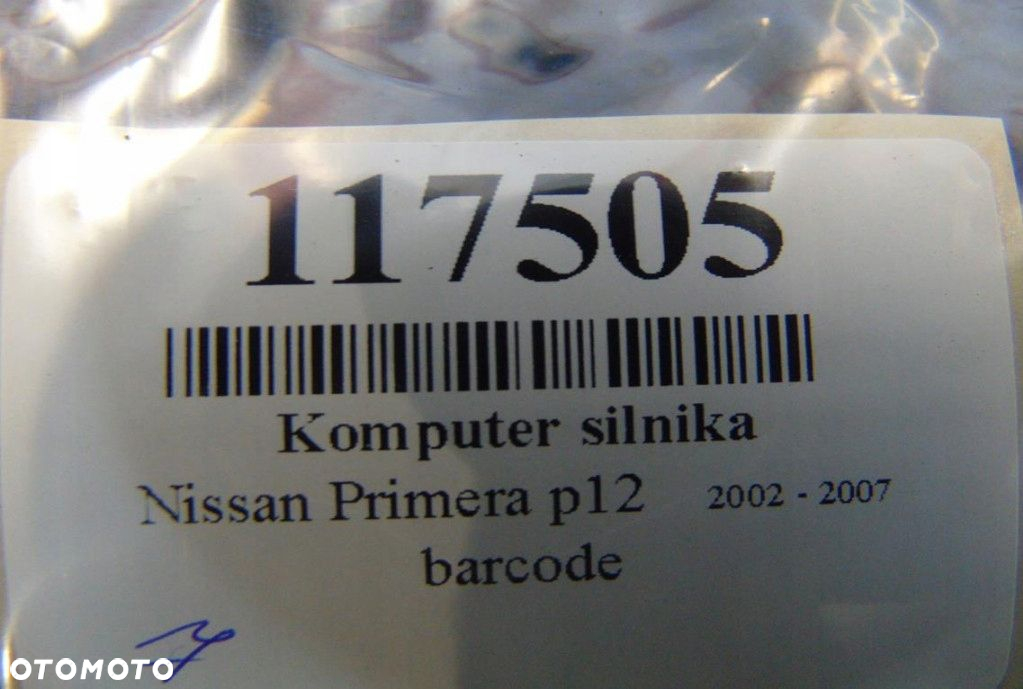 117505
Komputer silnika
Nissan Primera p12 2002 - 2007
barcode
OTOMOTO